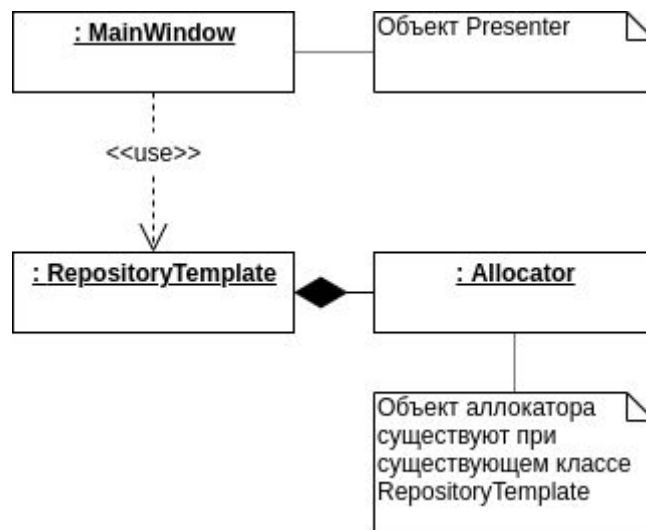 : MainWindow
Объект Presenter
<<use>>
: RepositoryTemplate
: Allocator
Объект аллокатора
существуют при
существующем классе
RepositoryTemplate